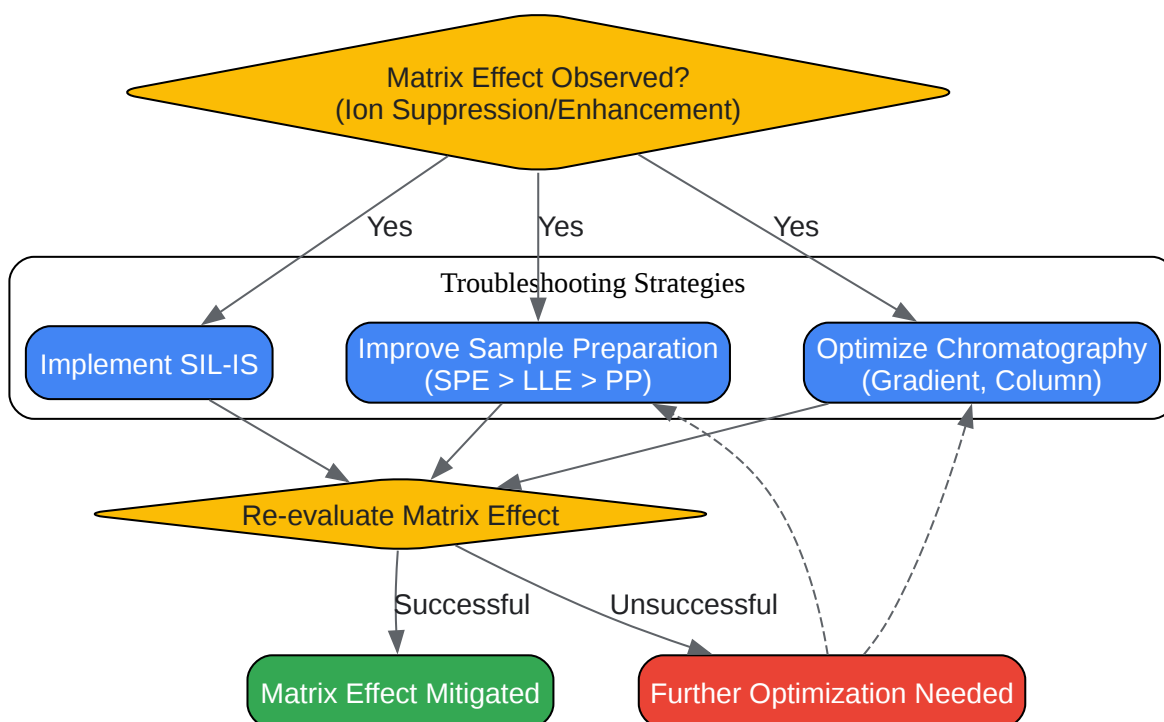 Matrix Effect Observed?
(Ion Suppression/Enhancement)
Yes
Yes
Yes
Troubleshooting Strategies
Implement SIL-IS
Improve Sample Preparation
(SPE > LLE > PP)
Optimize Chromatography
(Gradient, Column)
Re-evaluate Matrix Effect
Successful
Unsuccessful
Matrix Effect Mitigated
Further Optimization Needed